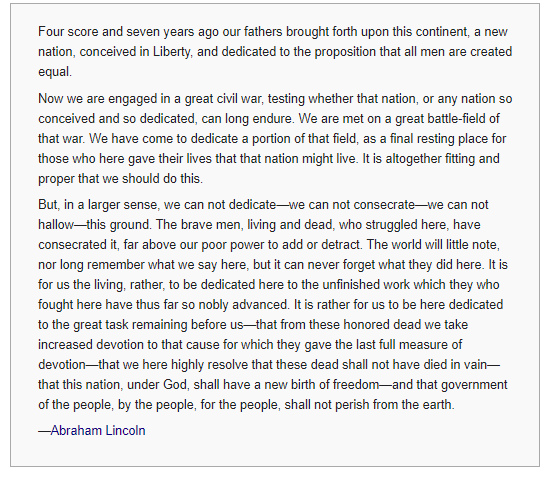 Four score and seven years ago our fathers brought forth upon this continent, a new
nation, conceived in Liberty, and dedicated to the proposition that all men are created
equal.
Now we are engaged in a great civil war, testing whether that nation, or any nation so
conceived and so dedicated, can long endure. We are met on a great battle-field of
that war. We have come to dedicate a portion of that field, as a final resting place for
those who here gave their lives that that nation might live. It is altogether fitting and
proper that we should do this.
But, in a larger sense, we can not dedicate—we can not consecrate—we can not
hallow—this ground. The brave men, living and dead, who struggled here, have
consecrated it, far above our poor power to add or detract. The world will little note,
nor long remember what we say here, but it can never forget what they did here. It is
for us the living, rather, to be dedicated here to the unfinished work which they who
fought here have thus far so nobly advanced. It is rather for us to be here dedicated
to the great task remaining before us—that from these honored dead we take
increased devotion to that cause for which they gave the last full measure of
devotion—that we here highly resolve that these dead shall not have died in vain—
that this nation, under God, shall have a new birth of freedom—and that government
of the people, by the people, for the people, shall not perish from the earth.
—Abraham Lincoln